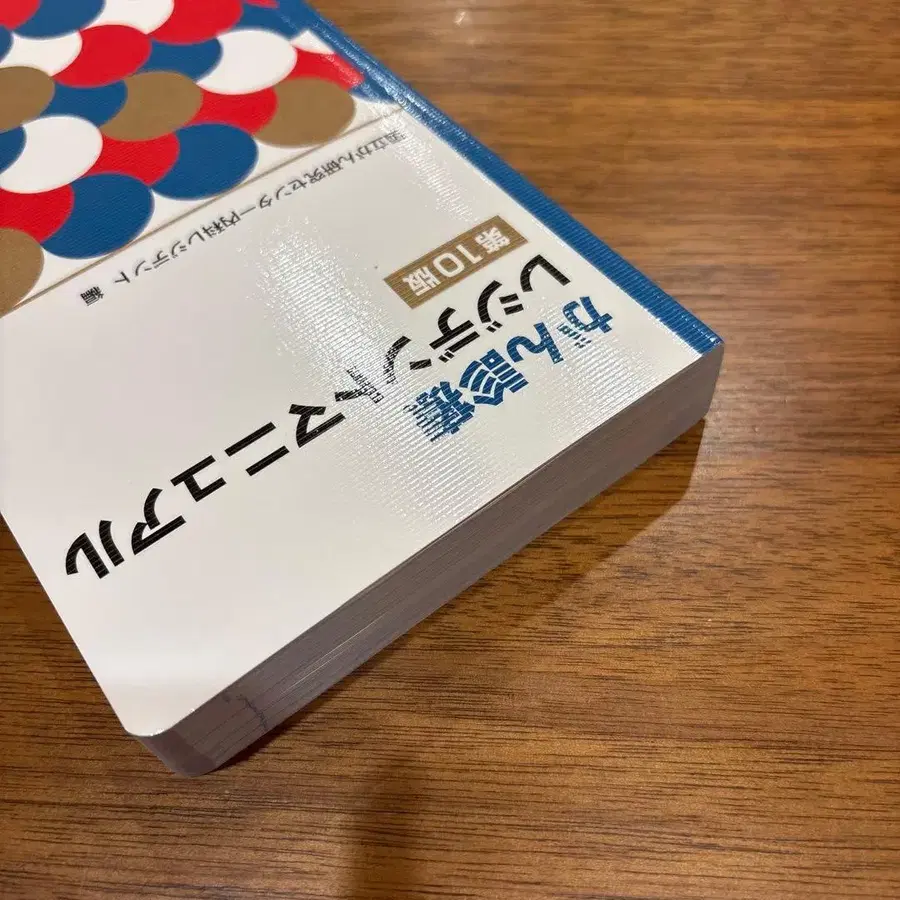 がん診療
レジデントマニュアル
第10版
国立がん研究センター内科レジデント 編